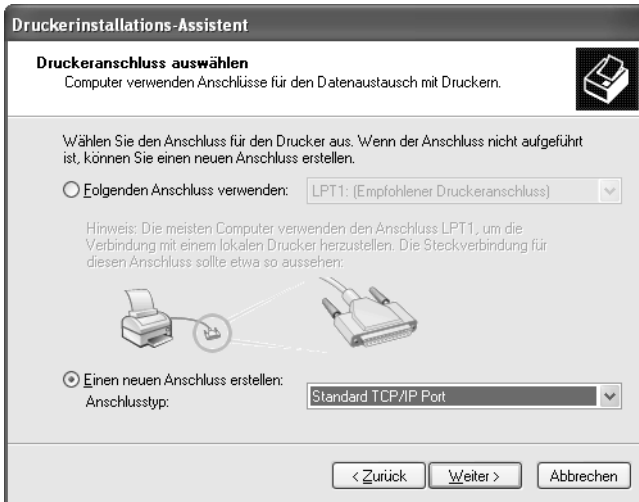 Druckerinstallations-Assistent
Druckeranschluss auswählen
Computer verwenden Anschlüsse für den Datenaustausch mit Druckern.
Wählen Sie den Anschluss für den Drucker aus. Wenn der Anschluss nicht aufgeführt
ist, können Sie einen neuen Anschluss erstellen.
Folgenden Anschluss verwenden: LPT1: (Empfohlener Druckeranschluss)
Hinweis: Die meisten Computer verwenden den Anschluss LPT1, um die
Verbindung mit einem lokalen Drucker herzustellen. Die Steckverbindung für
diesen Anschluss sollte etwa so aussehen:
Einen neuen Anschluss erstellen:
Anschlusstyp: Standard TCP/IP Port
< Zurück Weiter > Abbrechen